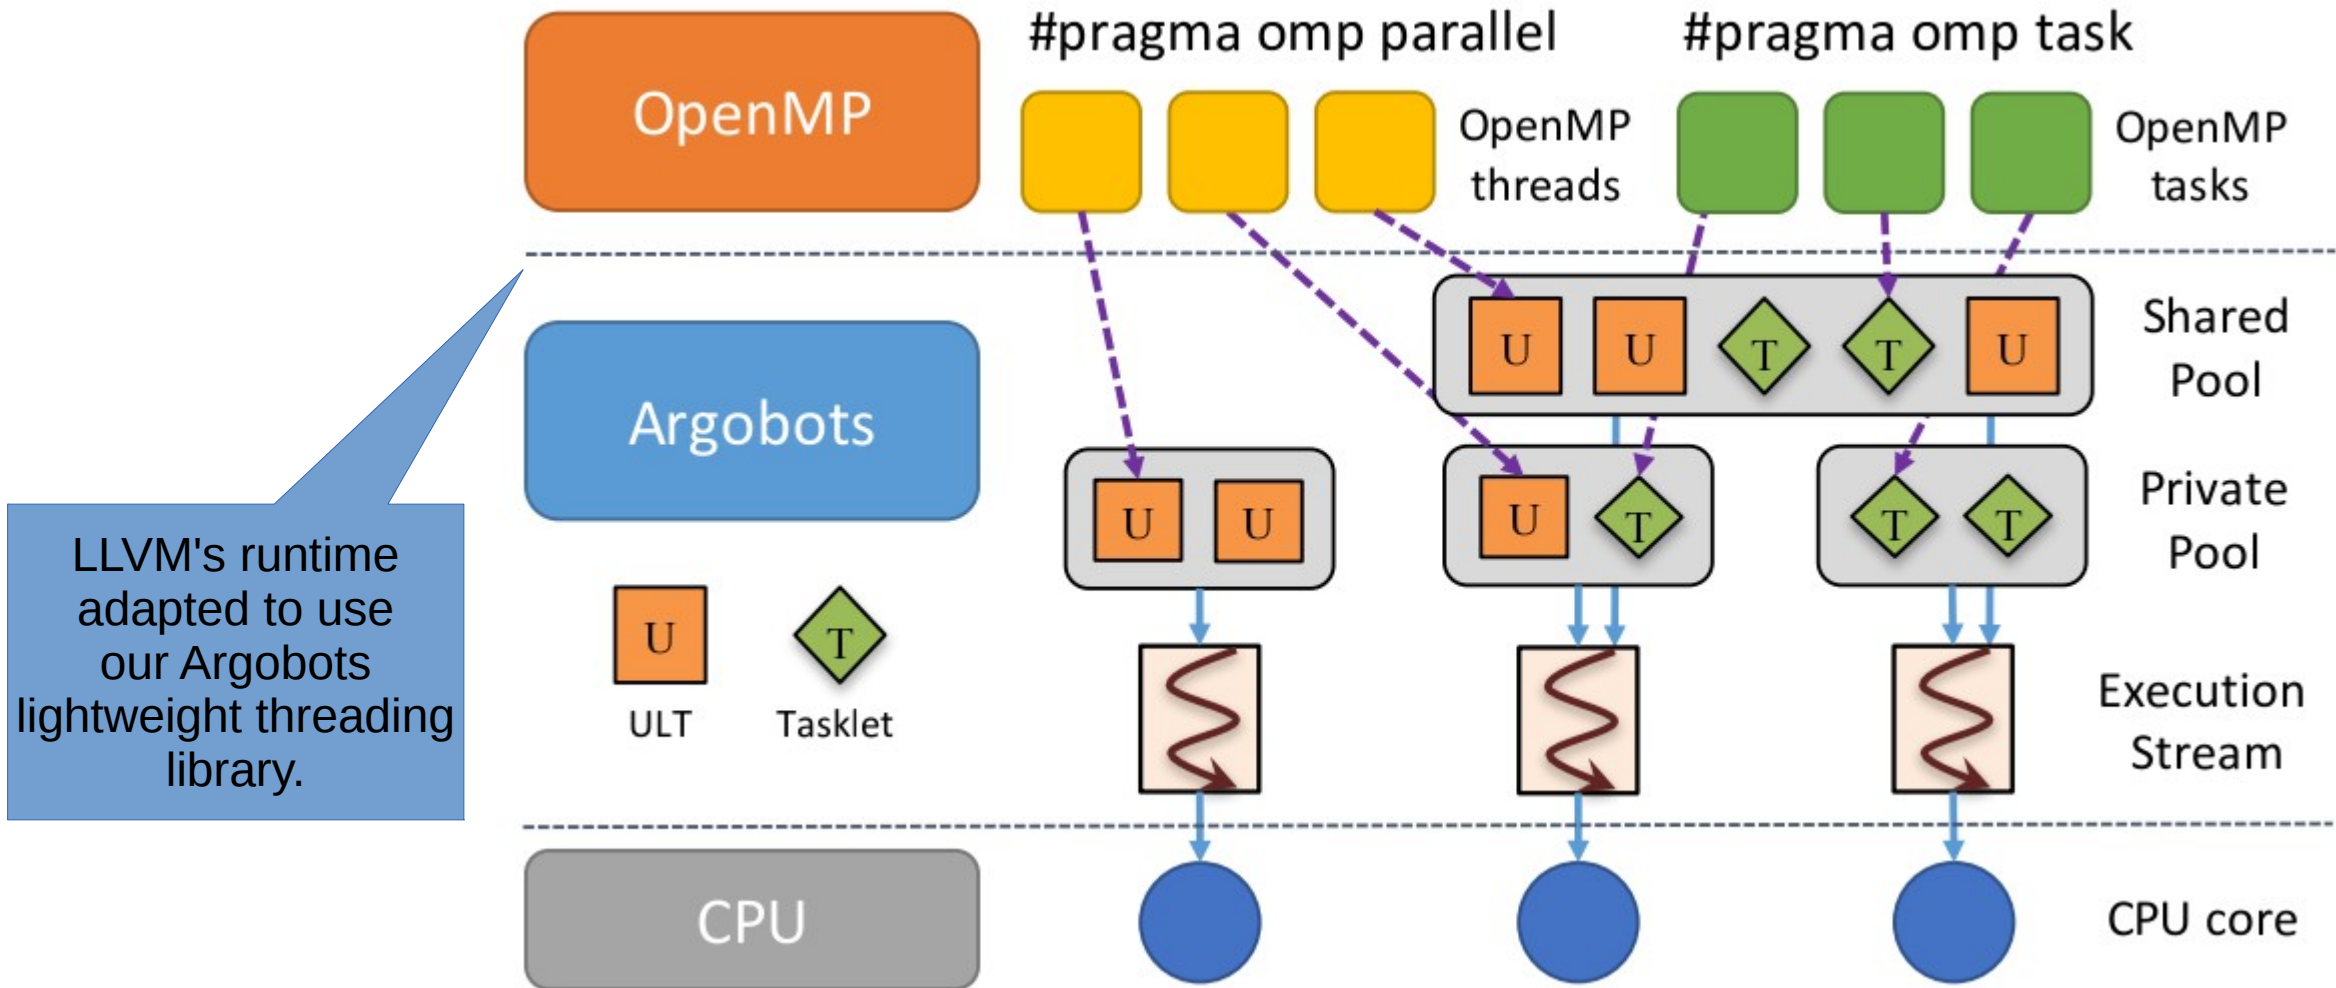 OpenMP
#pragma omp parallel
#pragma omp task
OpenMP
threads
OpenMP
tasks
Argobots
U
U
T
T
U
Shared
Pool
U
U
U
T
T
T
Private
Pool
LLVM's runtime
adapted to use
our Argobots
lightweight threading
library.
U
T
ULT
Tasklet
Execution
Stream
CPU
CPU core